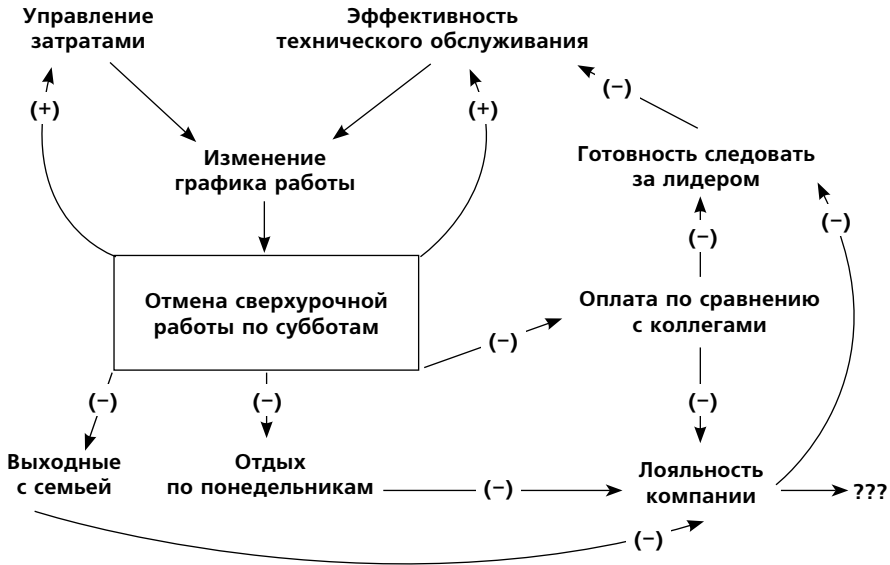 Управление
затратами
Эффективность
технического обслуживания
(+)
(+)
(−)
Изменение
графика работы
Готовность следовать
за лидером
(−)
(−)
Отмена сверхурочной
работы по субботам
Оплата по сравнению
с коллегами
(−)
(−)
(−)
(−)
Выходные
с семьей
Отдых
по понедельникам
(−)
Лояльность
компании
???
(−)